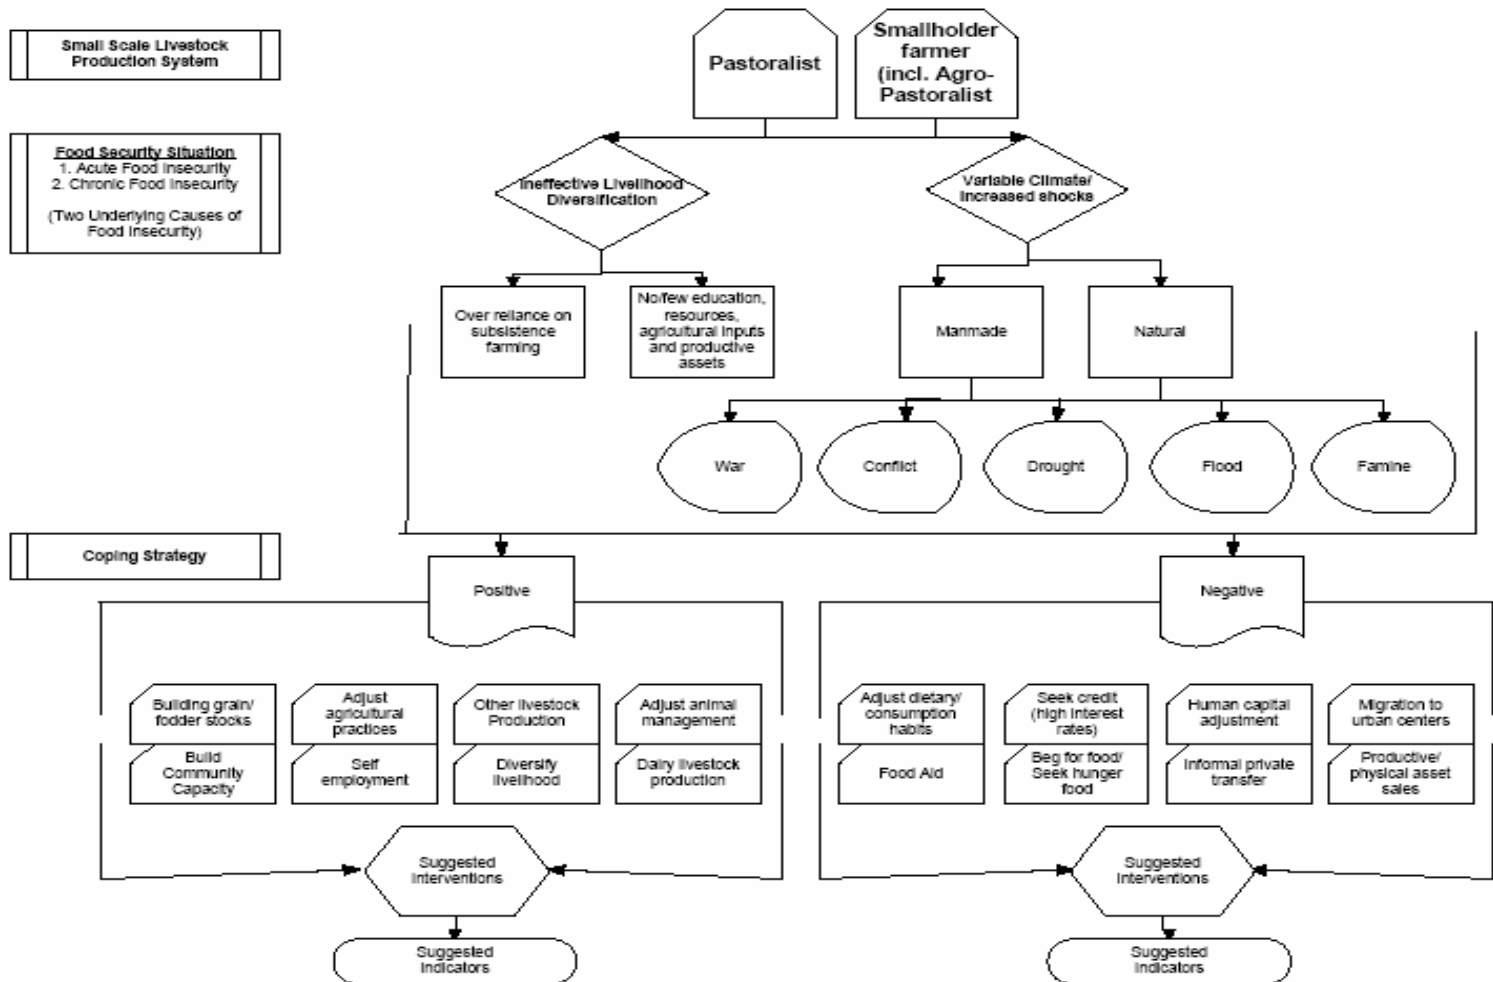 Small Scale Livestock
Production System
Pastoralist
Smallholder
farmer
(incl. Agro-
Pastoralist
Food Security Situation
1. Acute Food Insecurity
2. Chronic Food Insecurity
(Two Underlying Causes of
Food Insecurity)
Ineffective Livelihood
Diversification
Variable Climate/
Increased shocks
Over reliance on
subsistence
farming
No/few education,
resources,
agricultural inputs
and productive
assets
Manmade
Natural
War
Conflict
Drought
Flood
Famine
Coping Strategy
Positive
Negative
Building grain/
fodder stocks
Adjust
agricultural
practices
Other livestock
Production
Adjust animal
management
Build
Community
Capacity
Self
employment
Diversify
livelihood
Dairy livestock
production
Adjust dietary/
consumption
habits
Seek credit
(high interest
rates)
Human capital
adjustment
Migration to
urban centers
Food Aid
Beg for food/
Seek hunger
food
Informal private
transfer
Productive/
physical asset
sales
Suggested
Interventions
Suggested
Interventions
Suggested
Indicators
Suggested
Indicators